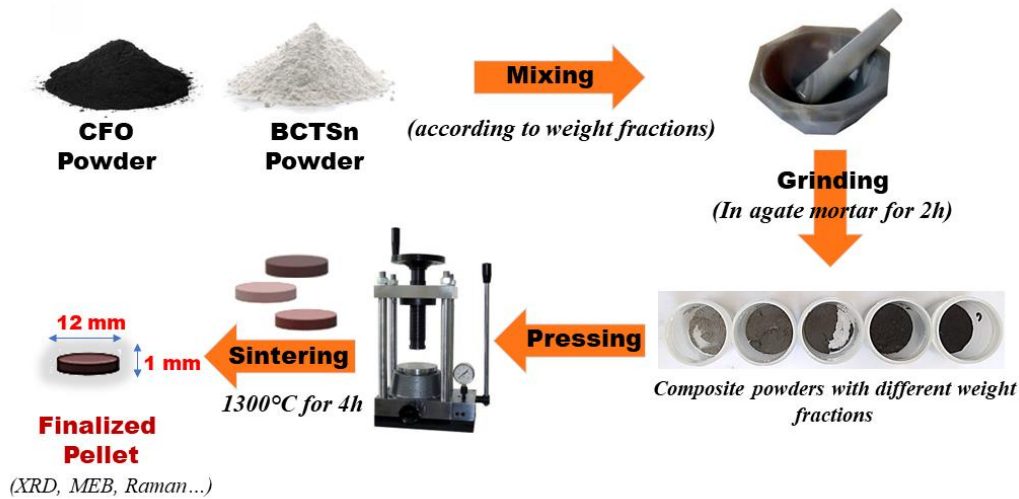 CFO
Powder
BCTSn
Powder
Mixing
(according to weight fractions)
Grinding
(In agate mortar for 2h)
Composite powders with different weight
fractions
Pressing
Sintering
1300°C for 4h
12 mm
1 mm
Finalized
Pellet
(XRD, MEB, Raman...)